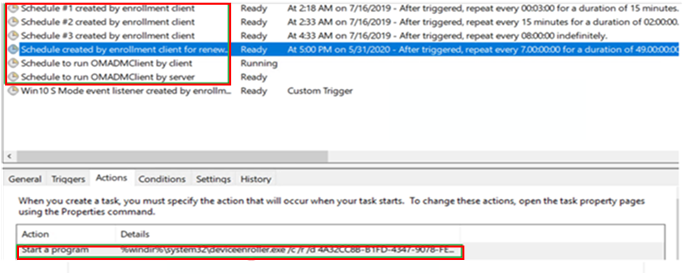 Schedule #1 created by enrollment client Ready At 2:18 AM on 7/16/2019 - After triggered, repeat every 00:03:00 for a duration of 15 minutes.
Schedule #2 created by enrollment client Ready At 2:33 AM on 7/16/2019 - After triggered, repeat every 15 minutes for a duration of 02:00:00.
Schedule #3 created by enrollment client Ready At 4:33 AM on 7/16/2019 - After triggered, repeat every 08:00:00 indefinitely.
Schedule created by enrollment client for renew... Ready At 5:00 PM on 5/31/2020 - After triggered, repeat every 7.00:00:00 for a duration of 49.00:00:00
Schedule to run OMADMClient by client Running
Schedule to run OMADMClient by server Ready
Win10 S Mode event listener created by enrollm... Ready Custom Trigger
General Triggers Actions Conditions Settings History
When you create a task, you must specify the action that will occur when your task starts. To change these actions, open the task property pages
using the Properties command.
Action Details
Start a program %windir%\system32\deviceenroller.exe /c /r /d 4A32CC8B-B1FD-4347-9078-FE...